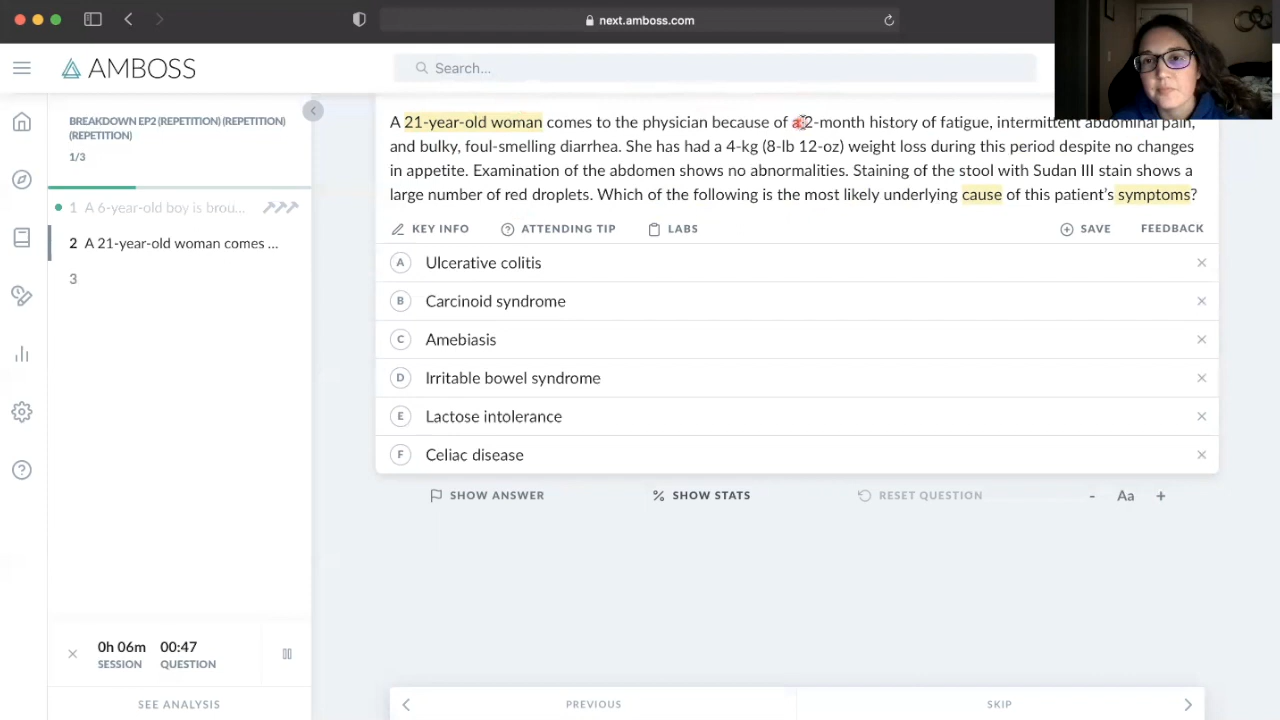 next.amboss.com
AMBOSS
Search...
BREAKDOWN EP2 (REPETITION) (REPETITION)
(REPETITION)
1/3
1 A 6-year-old boy is brou...
2 A 21-year-old woman comes ...
3
0h 06m 00:47
SESSION QUESTION
SEE ANALYSIS
A 21-year-old woman comes to the physician because of a 2-month history of fatigue, intermittent abdominal pain,
and bulky, foul-smelling diarrhea. She has had a 4-kg (8-lb 12-oz) weight loss during this period despite no changes
in appetite. Examination of the abdomen shows no abnormalities. Staining of the stool with Sudan III stain shows a
large number of red droplets. Which of the following is the most likely underlying cause of this patient's symptoms?
KEY INFO ATTENDING TIP LABS SAVE FEEDBACK
A Ulcerative colitis
B Carcinoid syndrome
C Amebiasis
D Irritable bowel syndrome
E Lactose intolerance
F Celiac disease
SHOW ANSWER % SHOW STATS RESET QUESTION - Aa +
PREVIOUS SKIP